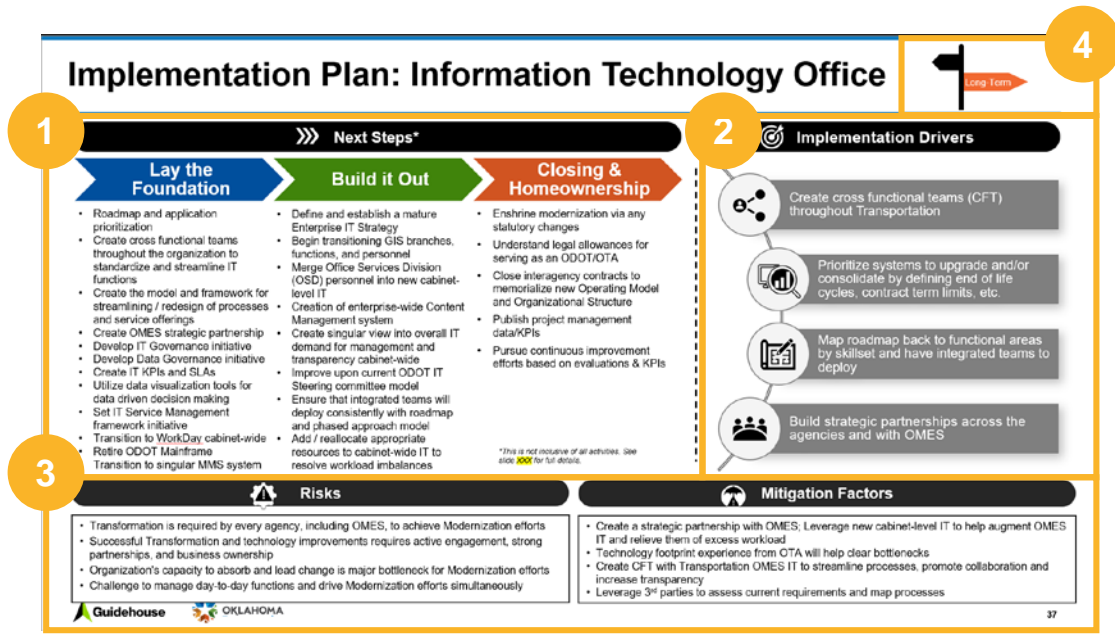 4
Implementation Plan: Information Technology Office
Long-Term
1
Next Steps*
2
Implementation Drivers
Lay the
Foundation
Build it Out
Closing &
Homeownership
• Roadmap and application
prioritization
• Create cross functional teams
throughout the organization to
standardize and streamline IT
functions
• Create the model and framework for
streamlining / redesign of processes
and service offerings
• Create OMES strategic partnership
• Develop IT Governance initiative
• Develop Data Governance initiative
• Create IT KPIs and SLAs
• Utilize data visualization tools for
data driven decision making
• Set IT Service Management
framework initiative
• Transition to WorkDay cabinet-wide
• Retire ODOT Mainframe
Transition to singular MMS system
• Define and establish a mature
Enterprise IT Strategy
• Begin transitioning GIS branches,
functions, and personnel
• Merge Office Services Division
(OSD) personnel into new cabinet-
level IT
• Creation of enterprise-wide Content
Management system
• Create singular view into overall IT
demand for management and
transparency cabinet-wide
• Improve upon current ODOT IT
Steering committee model
• Ensure that integrated teams will
deploy consistently with roadmap
and phased approach model
• Add / reallocate appropriate
resources to cabinet-wide IT to
resolve workload imbalances
• Enshrine modernization via any
statutory changes
• Understand legal allowances for
serving as an ODOT/OTA
• Close interagency contracts to
memorialize new Operating Model
and Organizational Structure
• Publish project management
data/KPIs
• Pursue continuous improvement
efforts based on evaluations & KPIs
*This is not inclusive of all activities. See
slide XXX for full details.
Create cross functional teams (CFT)
throughout Transportation
Prioritize systems to upgrade and/or
consolidate by defining end of life
cycles, contract term limits, etc.
Map roadmap back to functional areas
by skillset and have integrated teams to
deploy
Build strategic partnerships across the
agencies and with OMES
3
Risks
• Transformation is required by every agency, including OMES, to achieve Modernization efforts
• Successful Transformation and technology improvements requires active engagement, strong
partnerships, and business ownership
• Organization's capacity to absorb and lead change is major bottleneck for Modernization efforts
• Challenge to manage day-to-day functions and drive Modernization efforts simultaneously
Mitigation Factors
• Create a strategic partnership with OMES; Leverage new cabinet-level IT to help augment OMES
IT and relieve them of excess workload
• Technology footprint experience from OTA will help clear bottlenecks
• Create CFT with Transportation OMES IT to streamline processes, promote collaboration and
increase transparency
• Leverage 3rd parties to assess current requirements and map processes
Guidehouse
OKLAHOMA
37